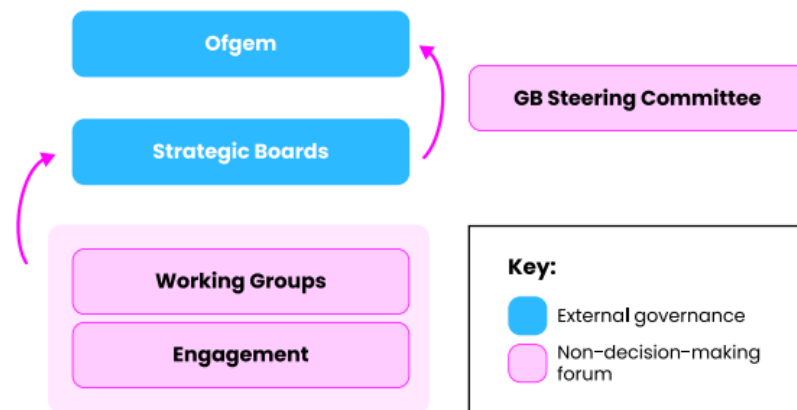 Ofgem
GB Steering Committee
Strategic Boards
Working Groups
Engagement
Key:
External governance
Non-decision-making
forum